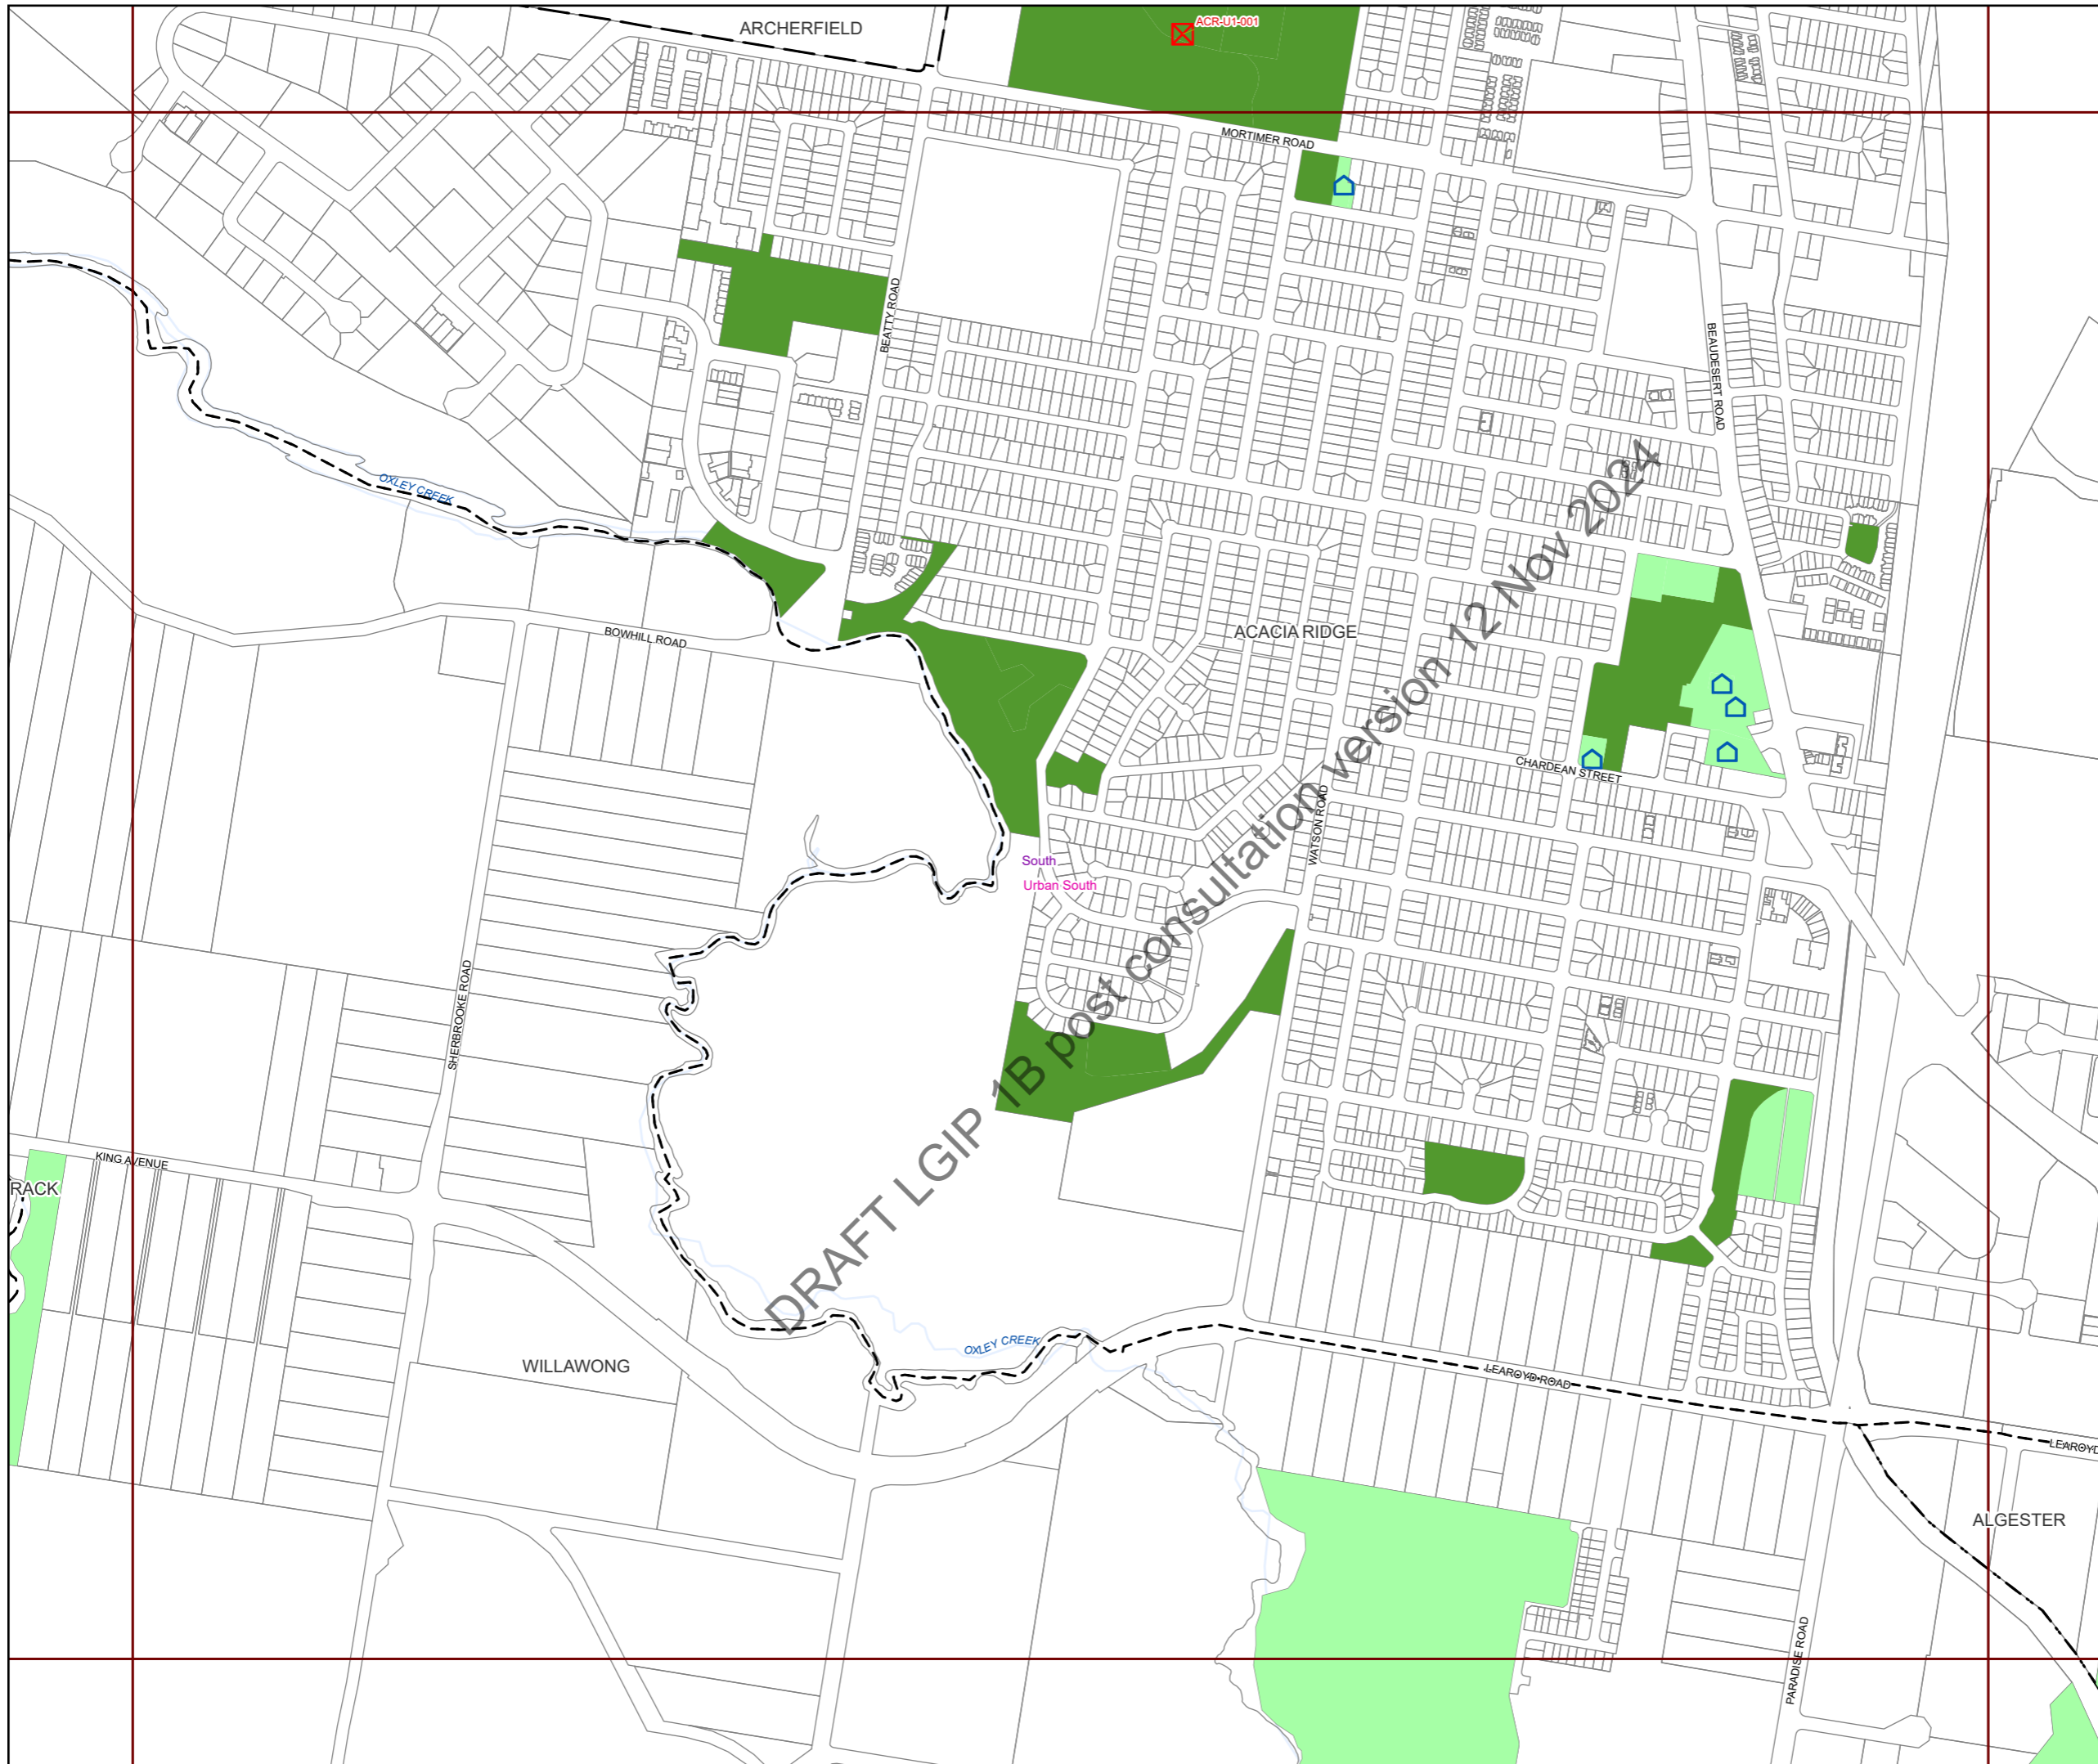 ARCHERFIELD
ACR-U1-001
MORTIMER ROAD
BEATTY ROAD
BEAUDESERT ROAD
OXLEY CREEK
BOWHILL ROAD
ACACIA RIDGE
CHARDEAN STREET
WATSON ROAD
South
Urban South
DRAFT LGIP 1B post consultation version 12 Nov 2024
SHERBROOKE ROAD
KING AVENUE
RACK
OXLEY CREEK
WILLAWONG
LEAROYD ROAD
LEAROYD
ALGESTER
PARADISE ROAD